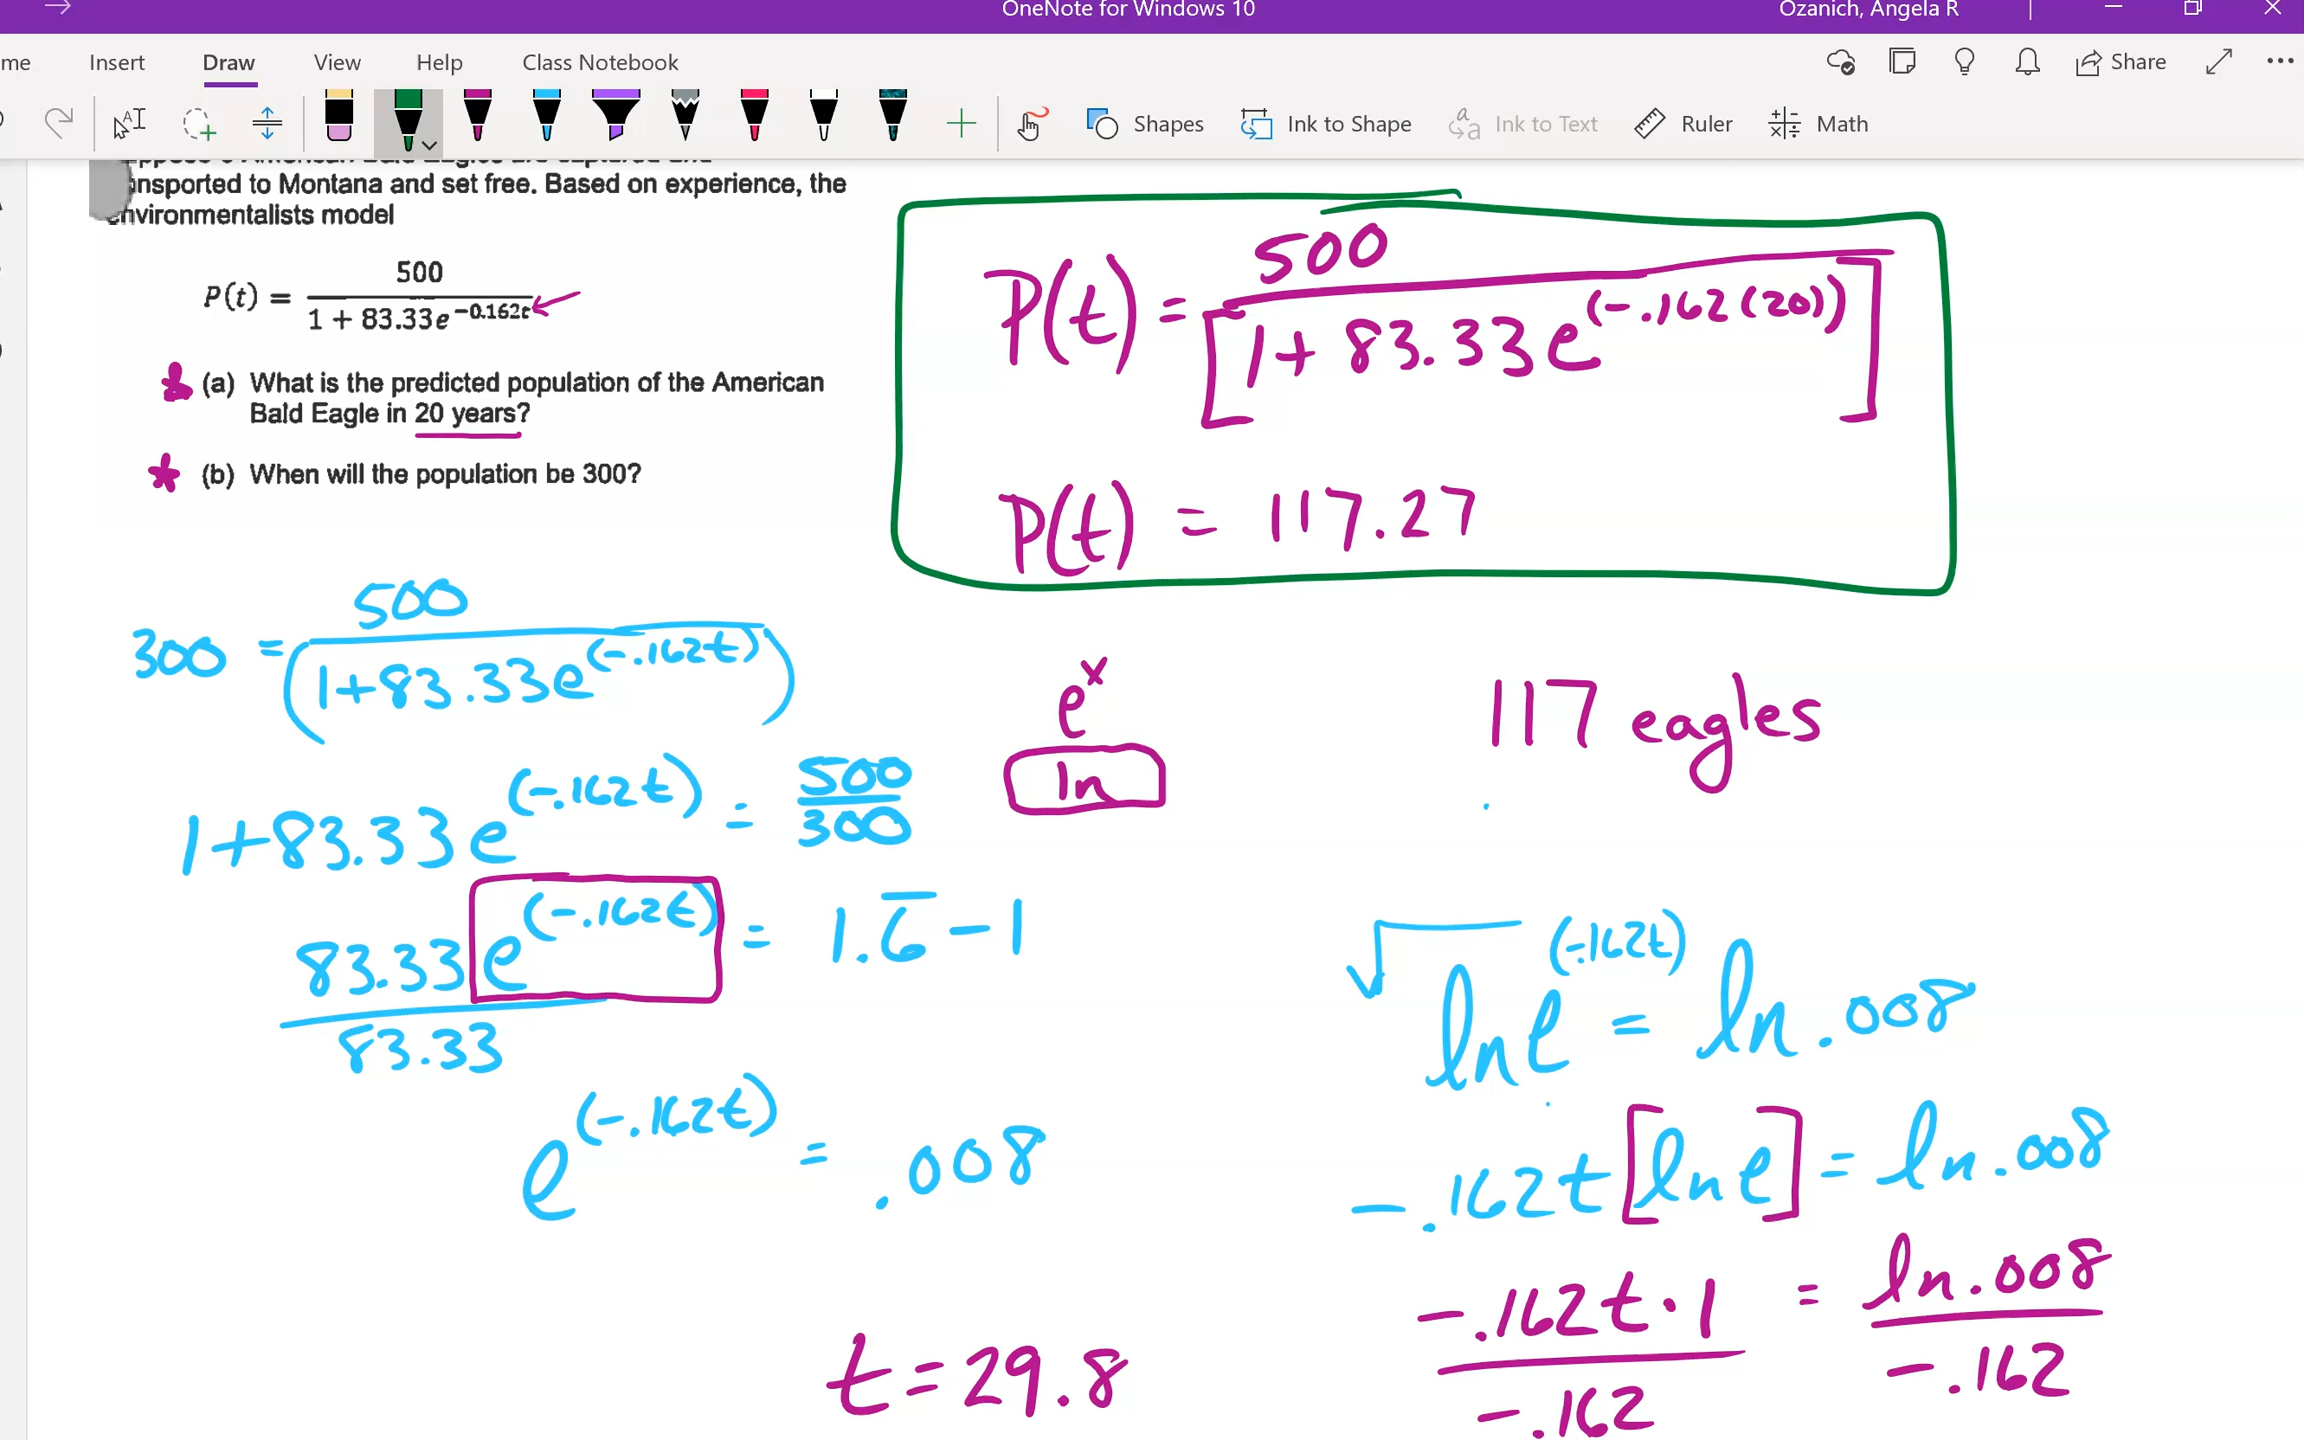 OneNote for Windows 10
Ozanich, Angela R
Insert Draw View Help Class Notebook
Share
Shapes Ink to Shape Ink to Text Ruler Math
to Montana and set free. Based on experience, the
model
P(t) = 500 / 1 + 83.33e^-0.162t
(a) What is the predicted population of the American
Bald Eagle in 20 years?
(b) When will the population be 300?
P(t) = 500 / [1 + 83.33e^(-.162(20))]
P(t) = 117.27
117 eagles
300 = 500 / (1+83.33e^(-.162t))
e^x
ln
1+83.33e^(-.162t) = 500/300
83.33e^(-.162t) / 83.33 = 1.6̅ - 1
e^(-.162t) = .008
√
ln e^(-.162t) = ln .008
-.162t [ln e] = ln .008
-.162t · 1 / -.162 = ln .008 / -.162
t = 29.8